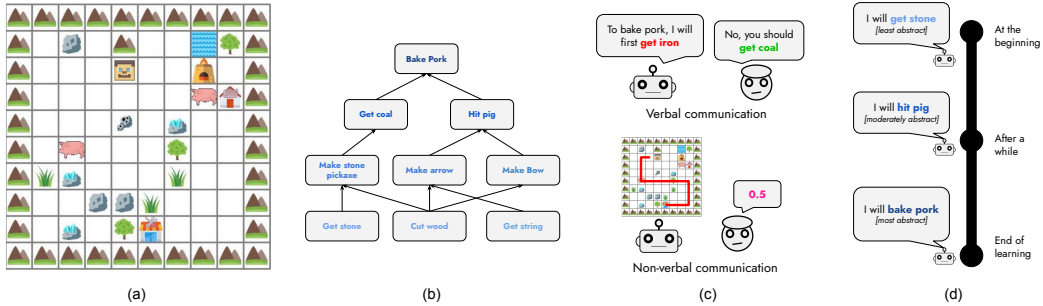 Bake Pork
Get coal
Hit pig
Make stone
pickaxe
Make arrow
Make Bow
Get stone
Cut wood
Get string
To bake pork, I will
first get iron
No, you should
get coal
Verbal communication
0.5
Non-verbal communication
I will get stone
[least abstract]
At the
beginning
I will hit pig
[moderately abstract]
After a
while
I will bake pork
[most abstract]
End of
learning
(a)
(b)
(c)
(d)